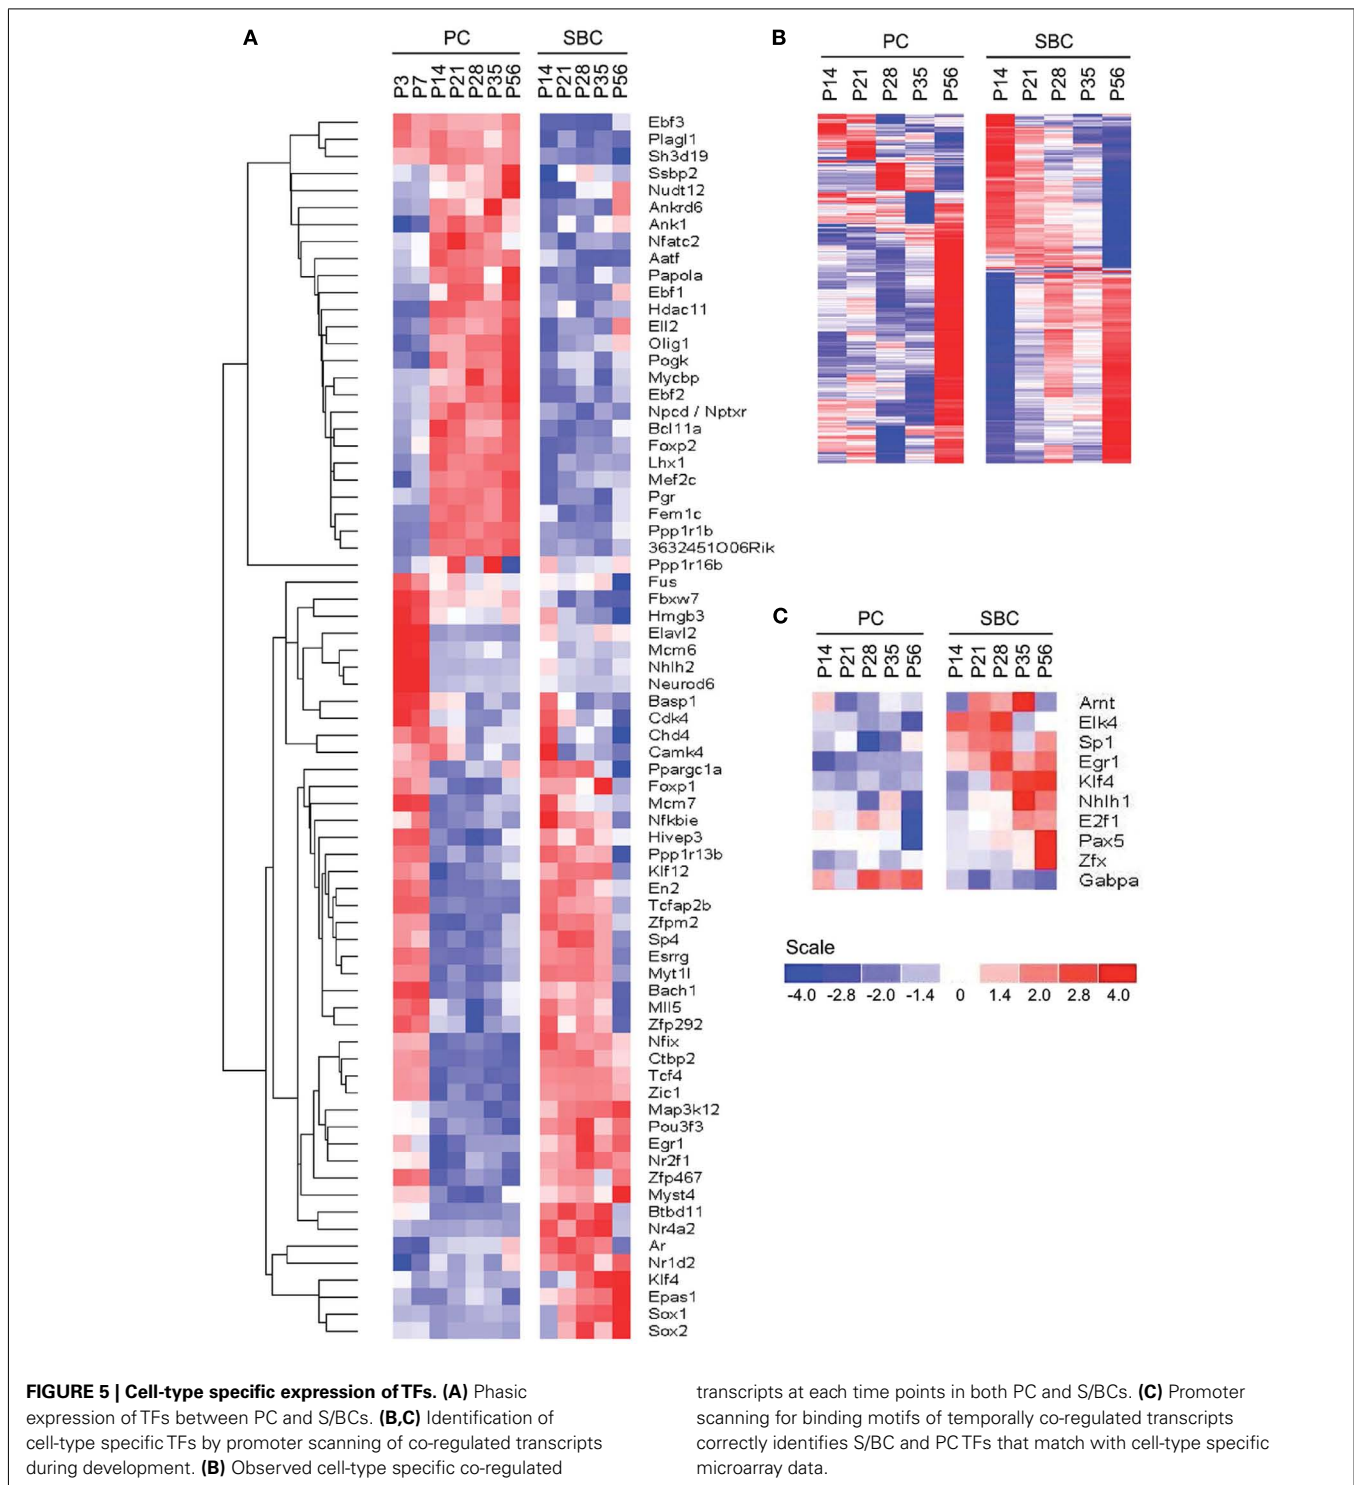 A
PC
SBC
P3 P7 P14 P21 P28 P35 P56
P14 P21 P28 P35 P56
Ebf3
Plagl1
Sh3d19
Ssbp2
Nudt12
Ankrd6
Ank1
Nfatc2
Aatf
Papola
Ebf1
Hdac11
Ell2
Olig1
Pogk
Mycbp
Ebf2
Npcd / Nptxr
Bcl11a
Foxp2
Lhx1
Mef2c
Pgr
Fem1c
Ppp1r1b
3632451O06Rik
Ppp1r16b
Fus
Fbxw7
Hmgb3
Elavl2
Mcm6
Nhlh2
Neurod6
Basp1
Cdk4
Chd4
Camk4
Ppargc1a
Foxp1
Mcm7
Nfkbie
Hivep3
Ppp1r13b
Klf12
En2
Tcfap2b
Zfpm2
Sp4
Esrrg
Myt1l
Bach1
Mll5
Zfp292
Nfix
Ctbp2
Tcf4
Zic1
Map3k12
Pou3f3
Egr1
Nr2f1
Zfp467
Myst4
Btbd11
Nr4a2
Ar
Nr1d2
Klf4
Epas1
Sox1
Sox2
B
PC
SBC
P14 P21 P28 P35 P56
P14 P21 P28 P35 P56
C
PC
SBC
P14 P21 P28 P35 P56
P14 P21 P28 P35 P56
Arnt
Elk4
Sp1
Egr1
Klf4
Nhlh1
E2f1
Pax5
Zfx
Gabpa
Scale
-4.0 -2.8 -2.0 -1.4 0 1.4 2.0 2.8 4.0
FIGURE 5 | Cell-type specific expression of TFs. (A) Phasic
expression of TFs between PC and S/BCs. (B,C) Identification of
cell-type specific TFs by promoter scanning of co-regulated transcripts
during development. (B) Observed cell-type specific co-regulated
transcripts at each time points in both PC and S/BCs. (C) Promoter
scanning for binding motifs of temporally co-regulated transcripts
correctly identifies S/BC and PC TFs that match with cell-type specific
microarray data.